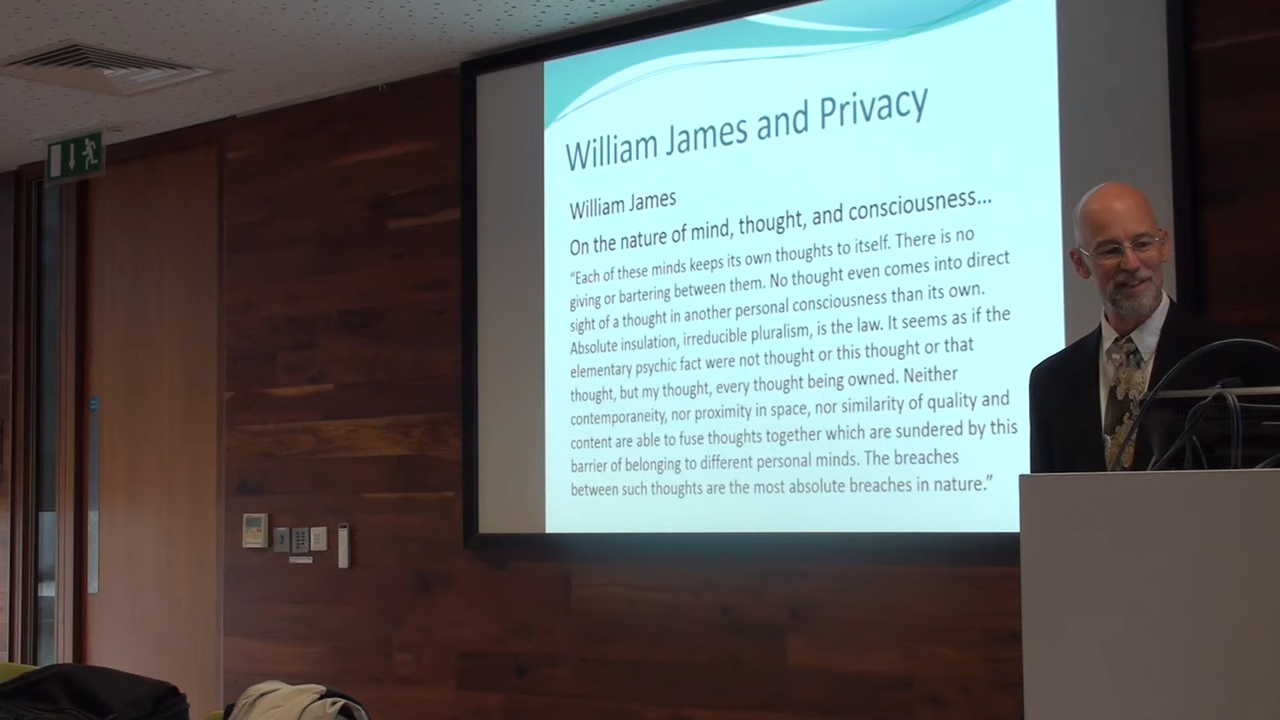 William James and Privacy
William James
On the nature of mind, thought, and consciousness...
“Each of these minds keeps its own thoughts to itself. There is no
giving or bartering between them. No thought even comes into direct
sight of a thought in another personal consciousness than its own.
Absolute insulation, irreducible pluralism, is the law. It seems as if the
elementary psychic fact were not thought or this thought or that
thought, but my thought, every thought being owned. Neither
contemporaneity, nor proximity in space, nor similarity of quality and
content are able to fuse thoughts together which are sundered by this
barrier of belonging to different personal minds. The breaches
between such thoughts are the most absolute breaches in nature.”